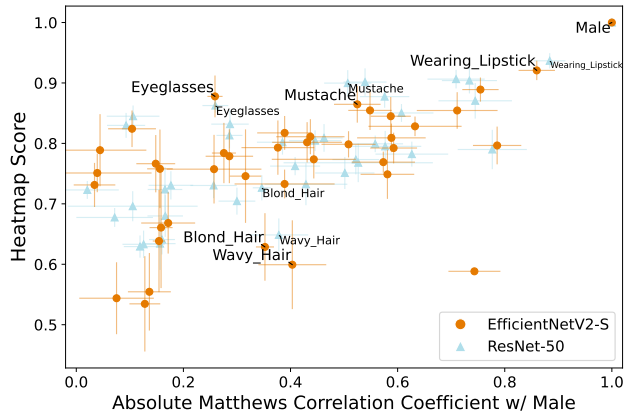 1.0
0.9
0.8
0.7
0.6
0.5
Heatmap Score
Male
Wearing_Lipstick
Wearing_Lipstick
Eyeglasses
Eyeglasses
Mustache
Mustache
Blond_Hair
Blond_Hair
Wavy_Hair
Wavy_Hair
EfficientNetV2-S
ResNet-50
0.0 0.2 0.4 0.6 0.8 1.0
Absolute Matthews Correlation Coefficient w/ Male